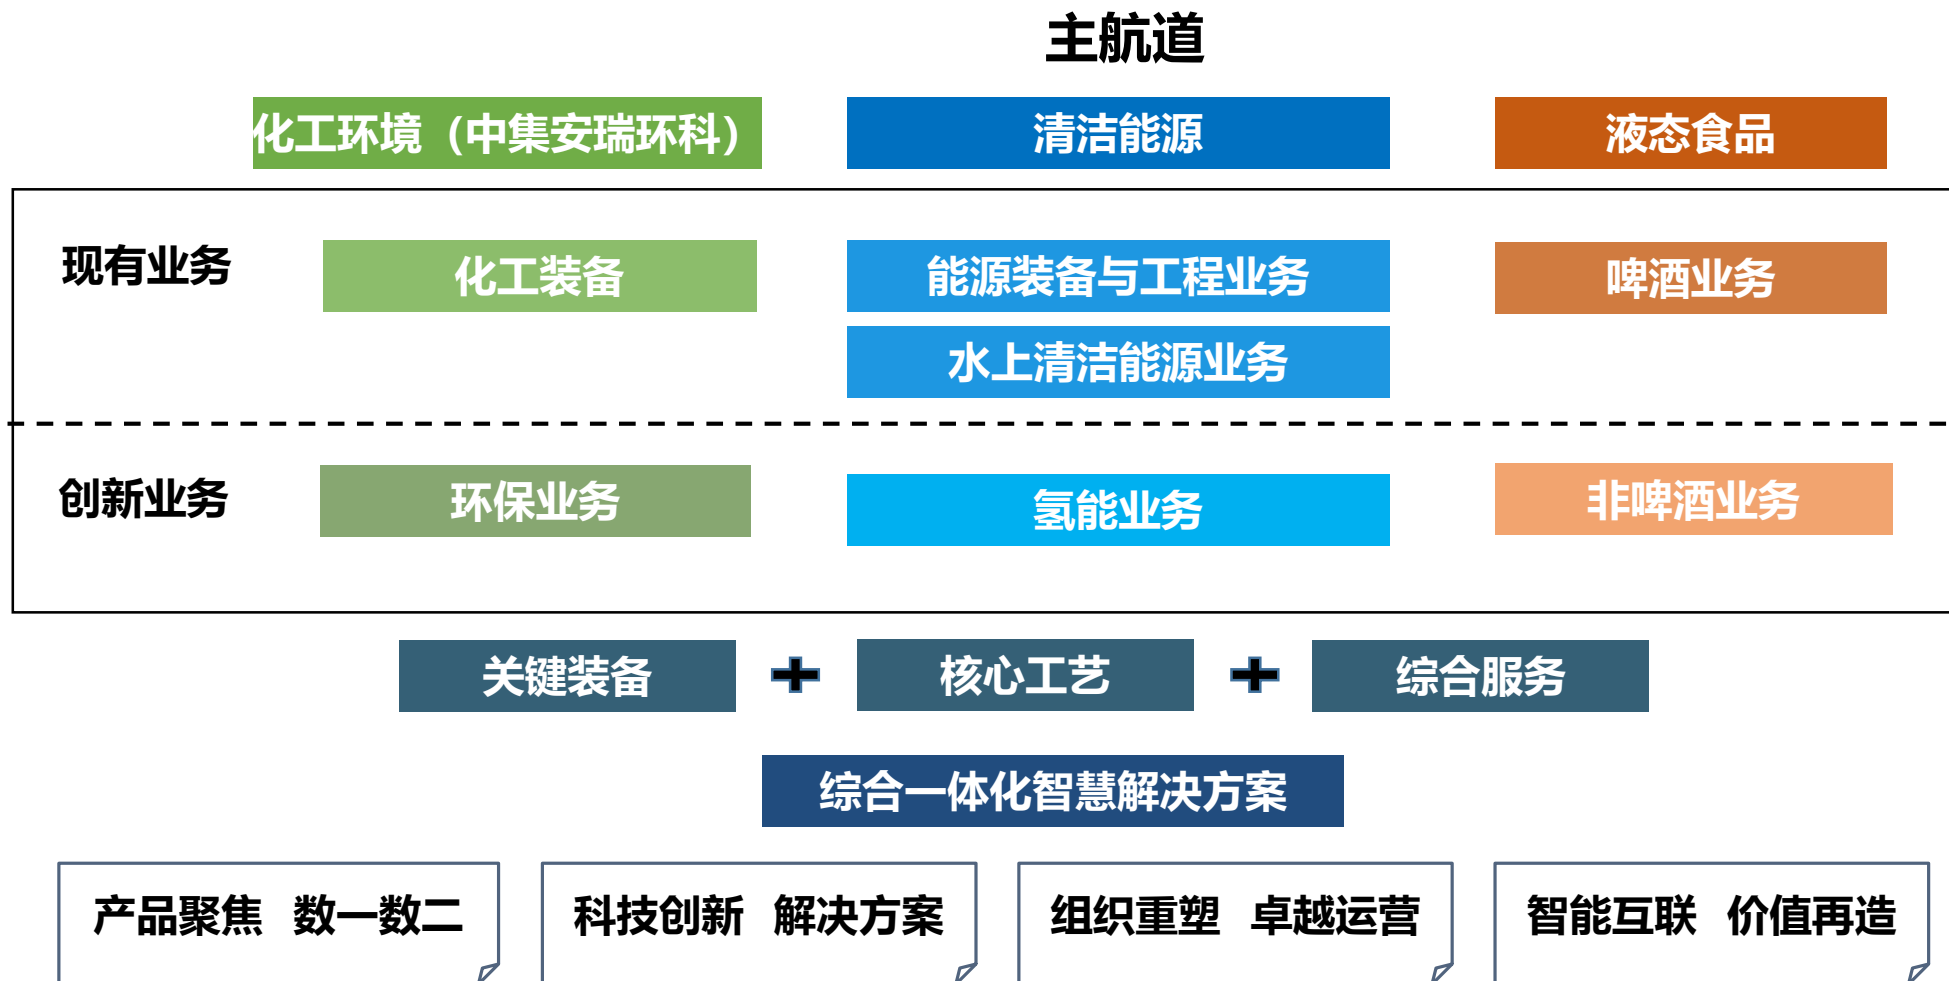 主航道
化工环境（中集安瑞环科）
清洁能源
液态食品
现有业务
化工装备
能源装备与工程业务
啤酒业务
水上清洁能源业务
创新业务
环保业务
氢能业务
非啤酒业务
关键装备
核心工艺
综合服务
综合一体化智慧解决方案
产品聚焦 数一数二
科技创新 解决方案
组织重塑 卓越运营
智能互联 价值再造